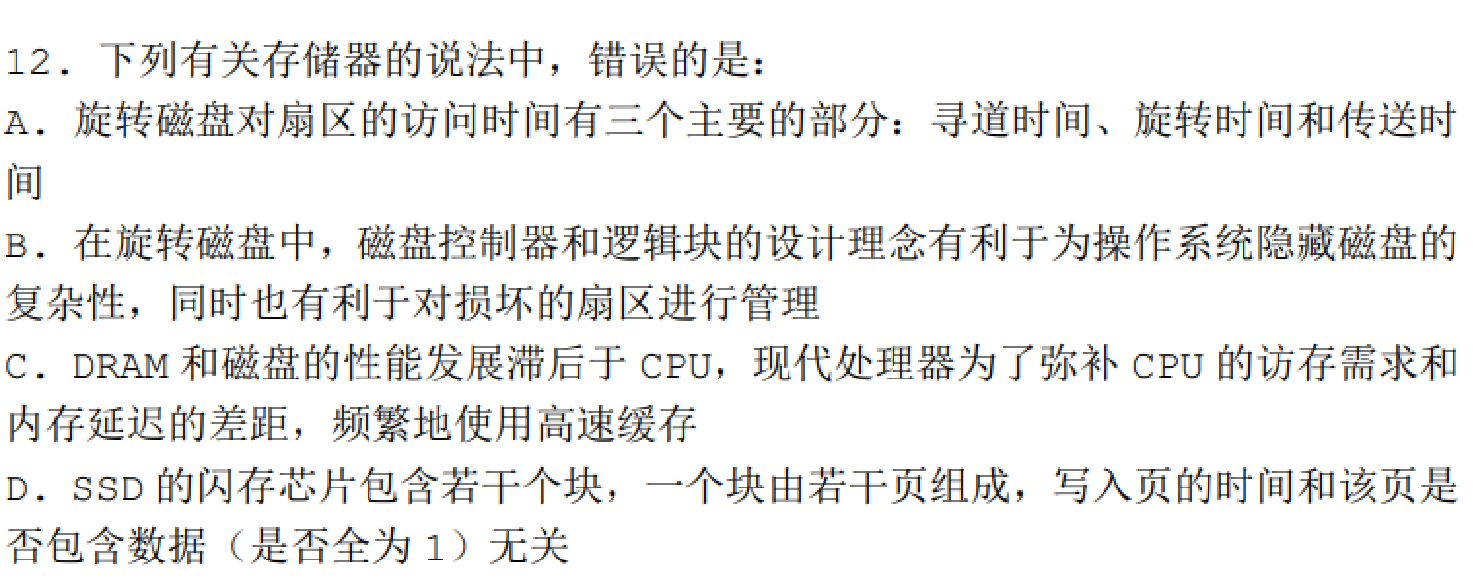 12. 下列有关存储器的说法中，错误的是：
A. 旋转磁盘对扇区的访问时间有三个主要的部分：寻道时间、旋转时间和传送时
间
B. 在旋转磁盘中，磁盘控制器和逻辑块的设计理念有利于为操作系统隐藏磁盘的
复杂性，同时也有利于对损坏的扇区进行管理
C. DRAM 和磁盘的性能发展滞后于 CPU，现代处理器为了弥补 CPU 的访存需求和
内存延迟的差距，频繁地使用高速缓存
D. SSD 的闪存芯片包含若干个块，一个块由若干页组成，写入页的时间和该页是
否包含数据（是否全为 1）无关